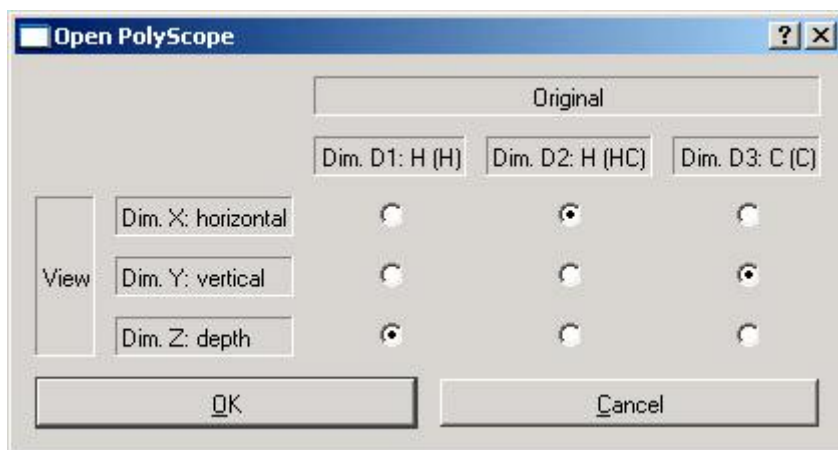 Open PolyScope
Original
Dim. D1: H (H) Dim. D2: H (HC) Dim. D3: C (C)
Dim. X: horizontal
View Dim. Y: vertical
Dim. Z: depth
OK Cancel